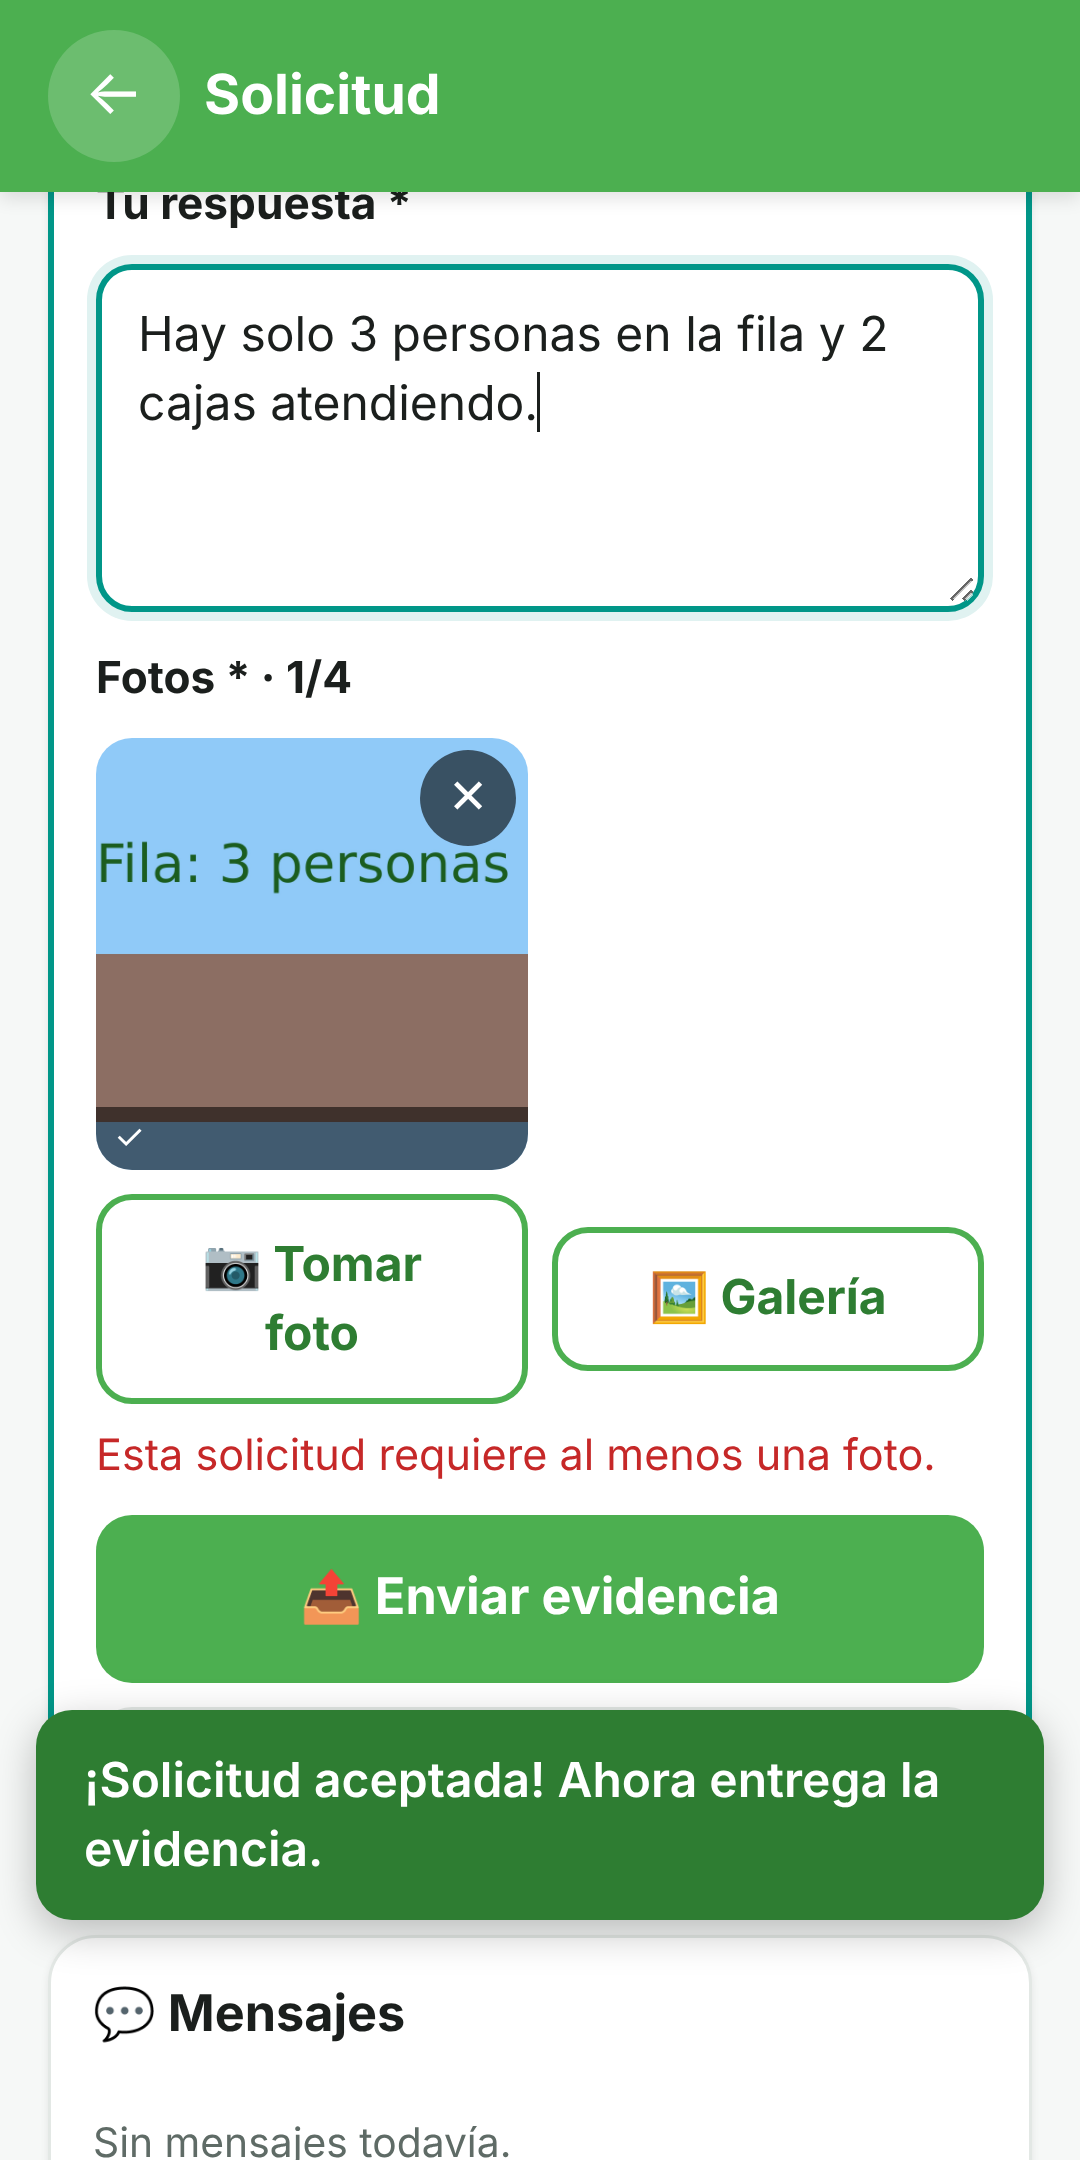 Solicitud
Tu respuesta *
Hay solo 3 personas en la fila y 2
cajas atendiendo.
Fotos * · 1/4
Fila: 3 personas
Tomar
foto
Galería
Esta solicitud requiere al menos una foto.
Enviar evidencia
¡Solicitud aceptada! Ahora entrega la
evidencia.
Mensajes
Sin mensajes todavía.